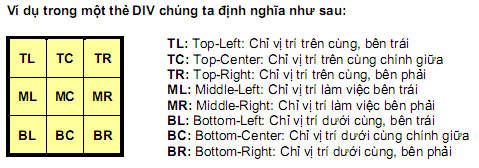 Ví dụ trong một thẻ DIV chúng ta định nghĩa như sau:
TL TC TR
ML MC MR
BL BC BR
TL: Top-Left: Chỉ vị trí trên cùng, bên trái
TC: Top-Center: Chỉ vị trí trên cùng chính giữa
TR: Top-Right: Chỉ vị trí trên cùng, bên phải
ML: Middle-Left: Chỉ vị trí làm việc bên trái
MR: Middle-Right: Chỉ vị trí làm việc bên phải
BL: Bottom-Left: Chỉ vị trí dưới cùng, bên trái
BC: Bottom-Center: Chỉ vị trí dưới cùng chính giữa
BR: Bottom-Right: Chỉ vị trí dưới cùng, bên phải